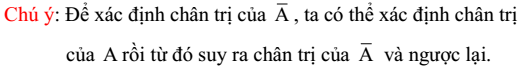 Chú ý: Để xác định chân trị của A̅, ta có thể xác định chân trị
của A rồi từ đó suy ra chân trị của A̅ và ngược lại.